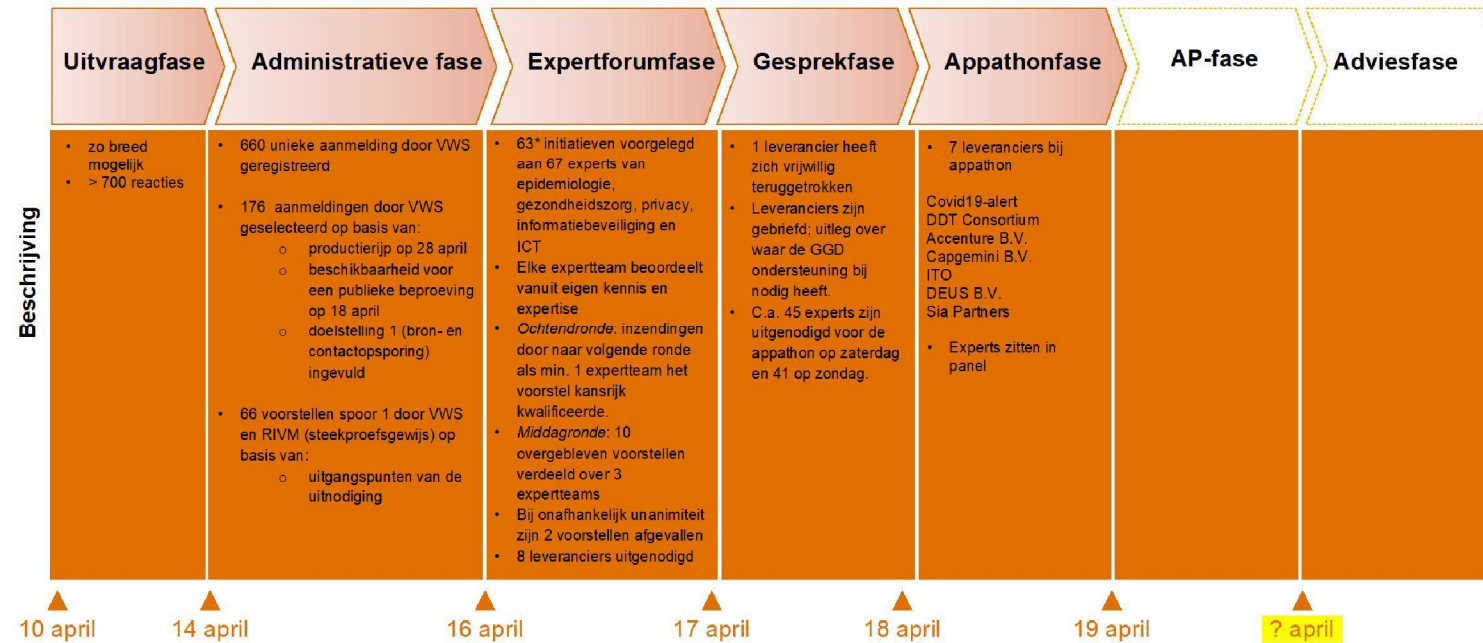 Uitvraagfase
Administratieve fase
Expertforumfase
Gesprekfase
Appathonfase
AP-fase
Adviesfase
Beschrijving
• zo breed
mogelijk
• > 700 reacties
• 660 unieke aanmelding door VWS
geregistreerd
• 176 aanmeldingen door VWS
geselecteerd op basis van:
o productierijp op 28 april
o beschikbaarheid voor
een publieke beproeving
op 18 april
o doelstelling 1 (bron- en
contactopsporing)
ingevuld
• 66 voorstellen spoor 1 door VWS
en RIVM (steekproefsgewijs) op
basis van:
o uitgangspunten van de
uitnodiging
• 63* initiatieven voorgelegd
aan 67 experts van
epidemiologie,
gezondheidszorg, privacy,
informatiebeveiliging en
ICT
• Elke expertteam beoordeelt
vanuit eigen kennis en
expertise
• Ochtendronde: inzendingen
door naar volgende ronde
als min. 1 expertteam het
voorstel kansrijk
kwalificeerde.
• Middagronde: 10
overgebleven voorstellen
verdeeld over 3
expertteams
• Bij onafhankelijk unanimiteit
zijn 2 voorstellen afgevallen
• 8 leveranciers uitgenodigd
• 1 leverancier heeft
zich vrijwillig
teruggetrokken
• Leveranciers zijn
gebriefd; uitleg over
waar de GGD
ondersteuning bij
nodig heeft.
• C.a. 45 experts zijn
uitgenodigd voor de
appathon op zaterdag
en 41 op zondag.
• 7 leveranciers bij
appathon
Covid19-alert
DDT Consortium
Accenture B.V.
Capgemini B.V.
ITO
DEUS B.V.
Sia Partners
• Experts zitten in
panel
10 april
14 april
16 april
17 april
18 april
19 april
? april